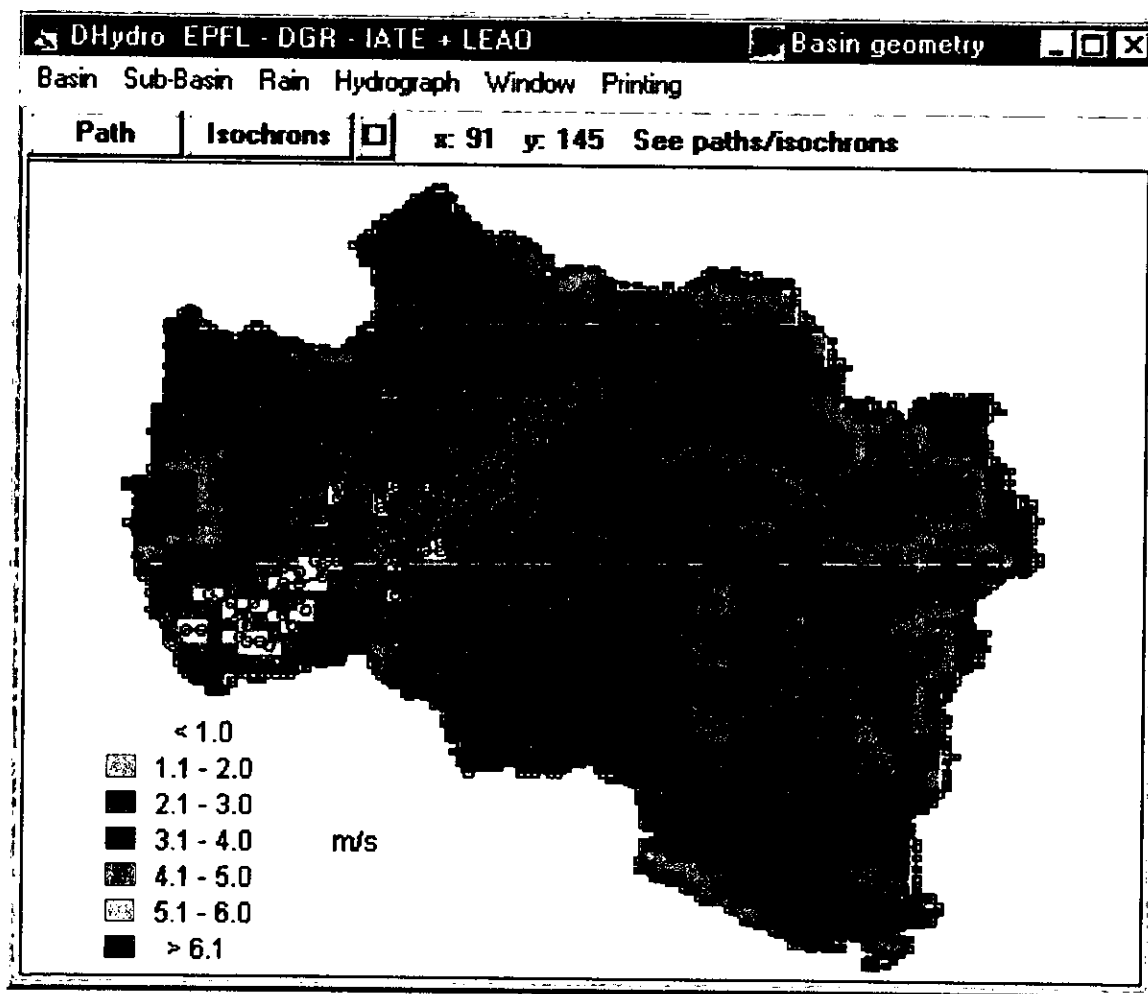 DHydro EPFL - DGR - IATE + LEAO Basin geometry
Basin Sub-Basin Rain Hydrograph Window Printing
Path Isochrons x: 91 y: 145 See paths/isochrons
< 1.0
1.1 - 2.0
2.1 - 3.0
3.1 - 4.0 m/s
4.1 - 5.0
5.1 - 6.0
> 6.1